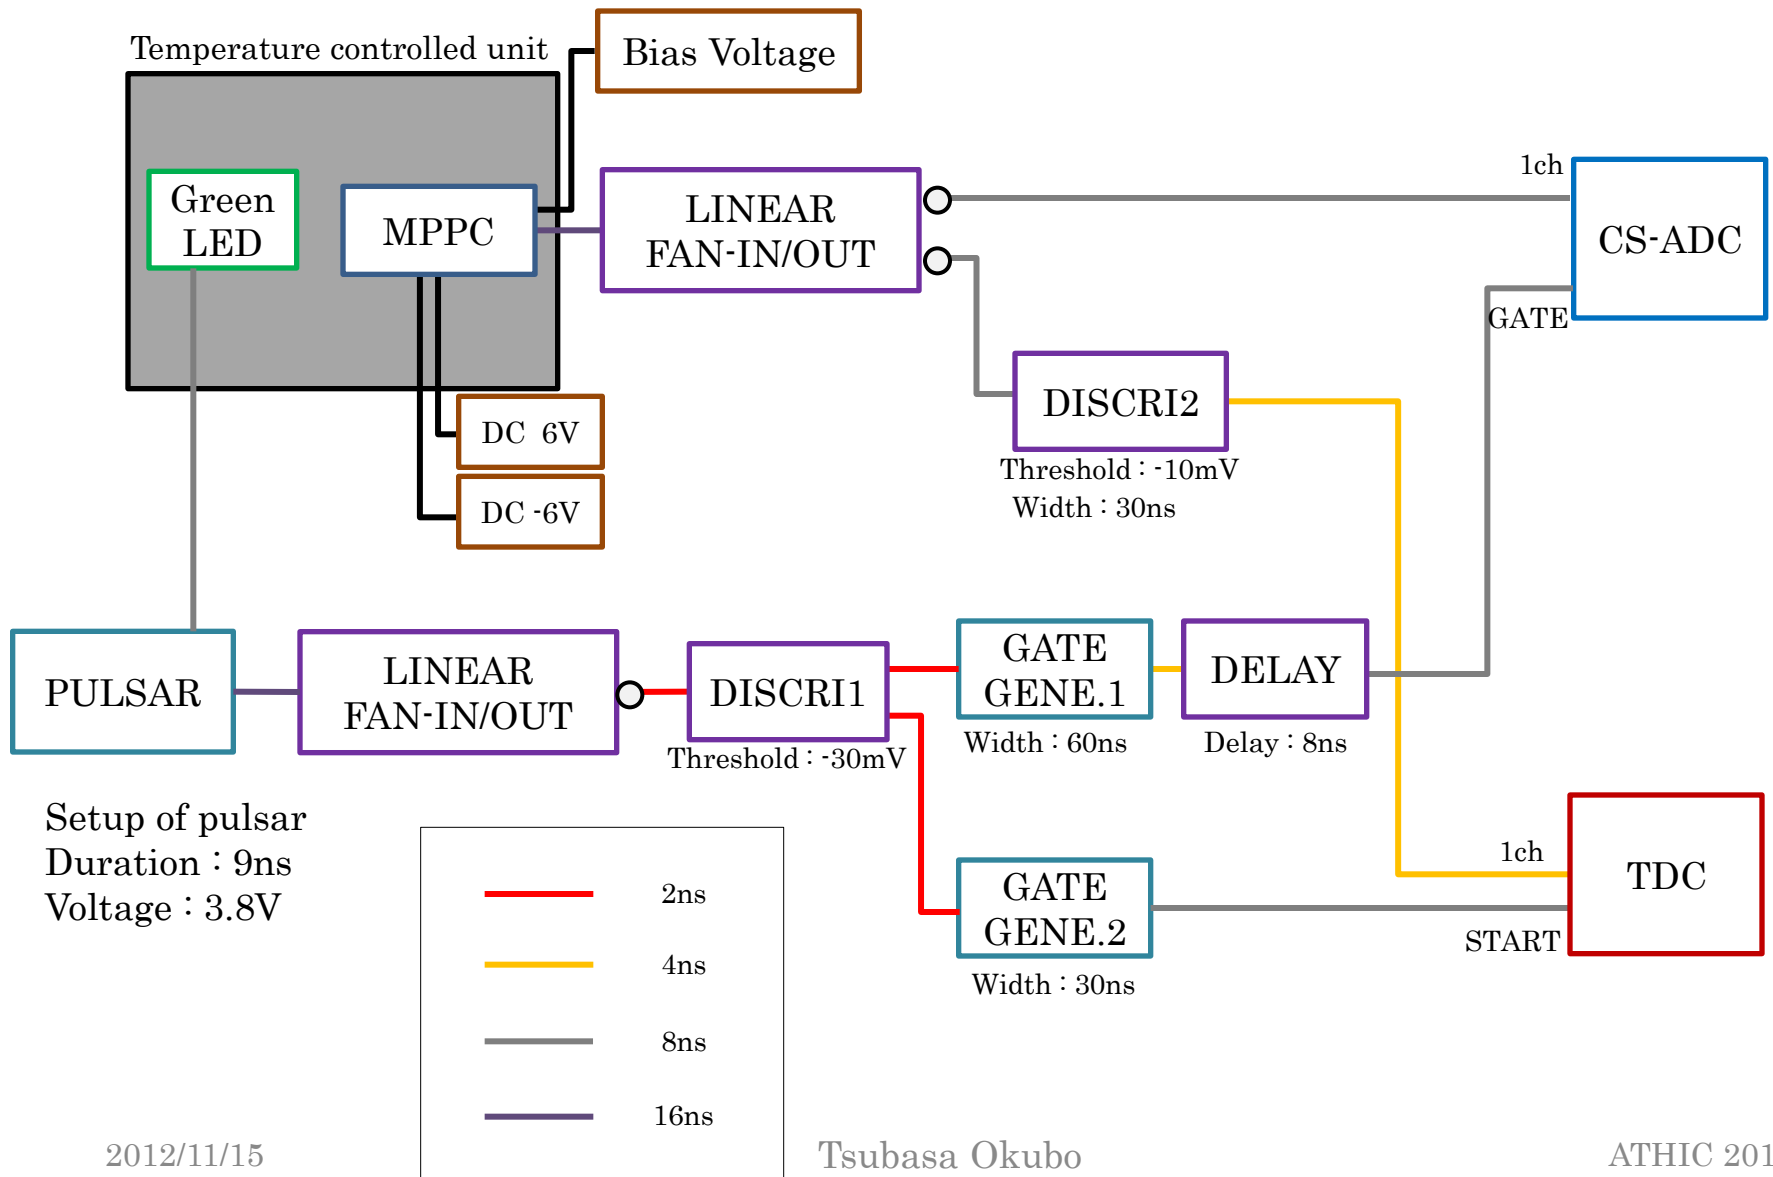 Temperature controlled unit
Bias Voltage
Green
LED
MPPC
LINEAR
FAN-IN/OUT
1ch
CS-ADC
GATE
DISCRI2
Threshold : -10mV
Width : 30ns
DC 6V
DC -6V
PULSAR
LINEAR
FAN-IN/OUT
DISCRI1
Threshold : -30mV
GATE
GENE.1
Width : 60ns
DELAY
Delay : 8ns
Setup of pulsar
Duration : 9ns
Voltage : 3.8V
GATE
GENE.2
Width : 30ns
1ch
TDC
START
2ns
4ns
8ns
16ns
2012/11/15
Tsubasa Okubo
ATHIC 201